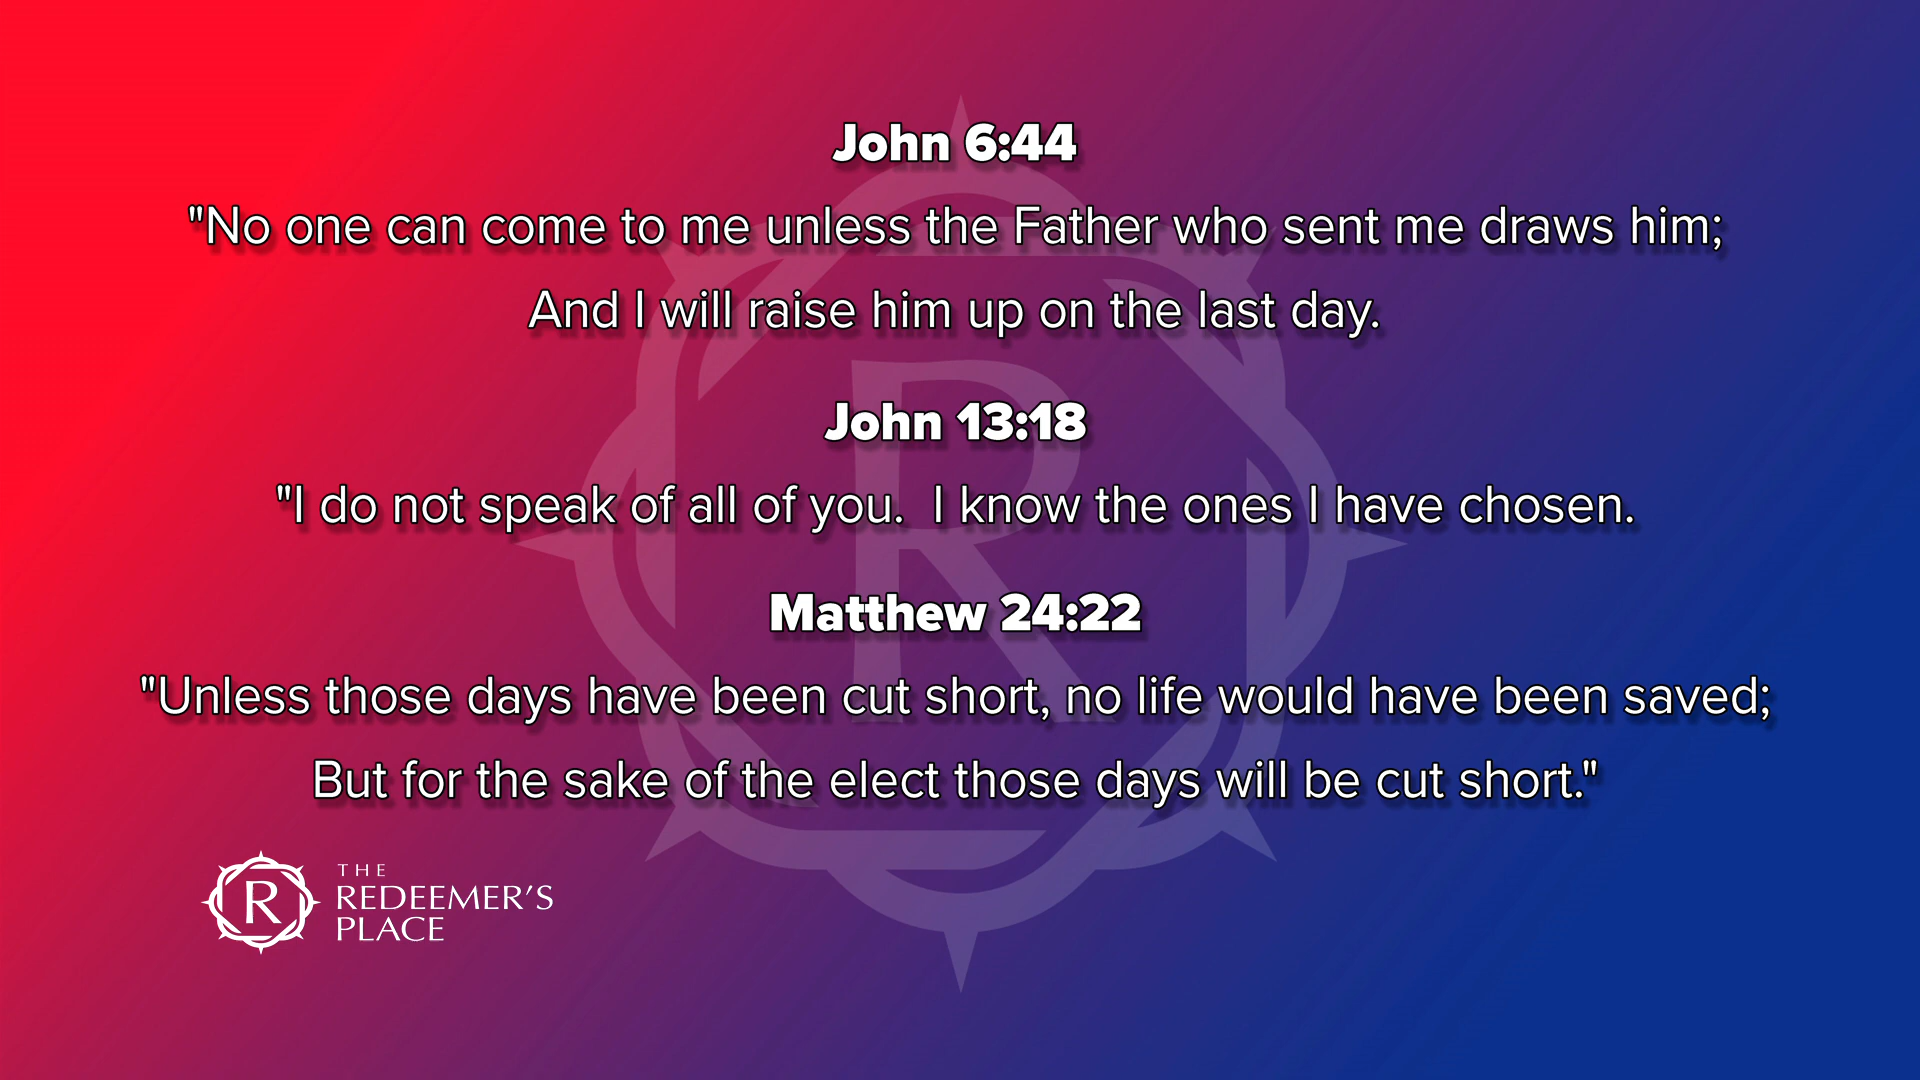 John 6:44
"No one can come to me unless the Father who sent me draws him;
And I will raise him up on the last day.
John 13:18
"I do not speak of all of you.  I know the ones I have chosen.
Matthew 24:22
"Unless those days have been cut short, no life would have been saved;
But for the sake of the elect those days will be cut short."
R
THE
REDEEMER'S
PLACE
R